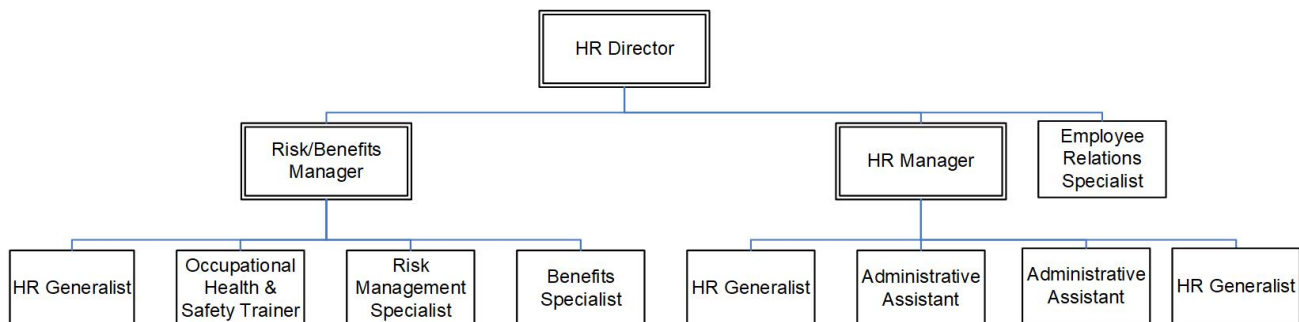 HR Director
Risk/Benefits
Manager
HR Manager
Employee
Relations
Specialist
HR Generalist
Occupational
Health &
Safety Trainer
Risk
Management
Specialist
Benefits
Specialist
HR Generalist
Administrative
Assistant
Administrative
Assistant
HR Generalist